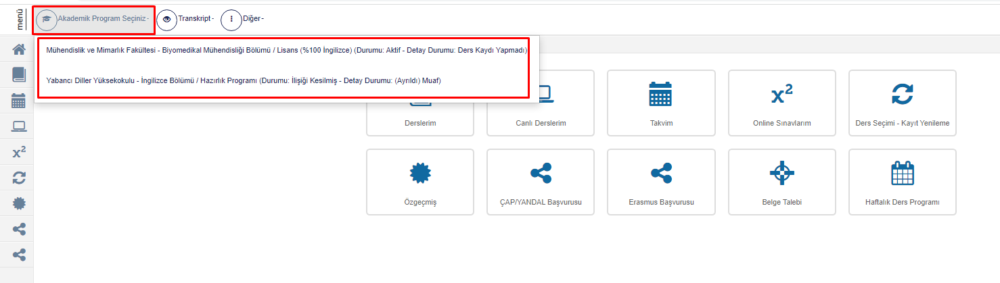 menü
Akademik Program Seçiniz -
Transkript -
Diğer -
Mühendislik ve Mimarlık Fakültesi - Biyomedikal Mühendisliği Bölümü / Lisans (%100 İngilizce) (Durumu: Aktif - Detay Durumu: Ders Kaydı Yapmadı)
Yabancı Diller Yüksekokulu - İngilizce Bölümü / Hazırlık Programı (Durumu: İlişiği Kesilmiş - Detay Durumu: (Ayrıldı) Muaf)
x²
x²
Derslerim
Canlı Derslerim
Takvim
Online Sınavlarım
Ders Seçimi - Kayıt Yenileme
Özgeçmiş
ÇAP/YANDAL Başvurusu
Erasmus Başvurusu
Belge Talebi
Haftalık Ders Programı